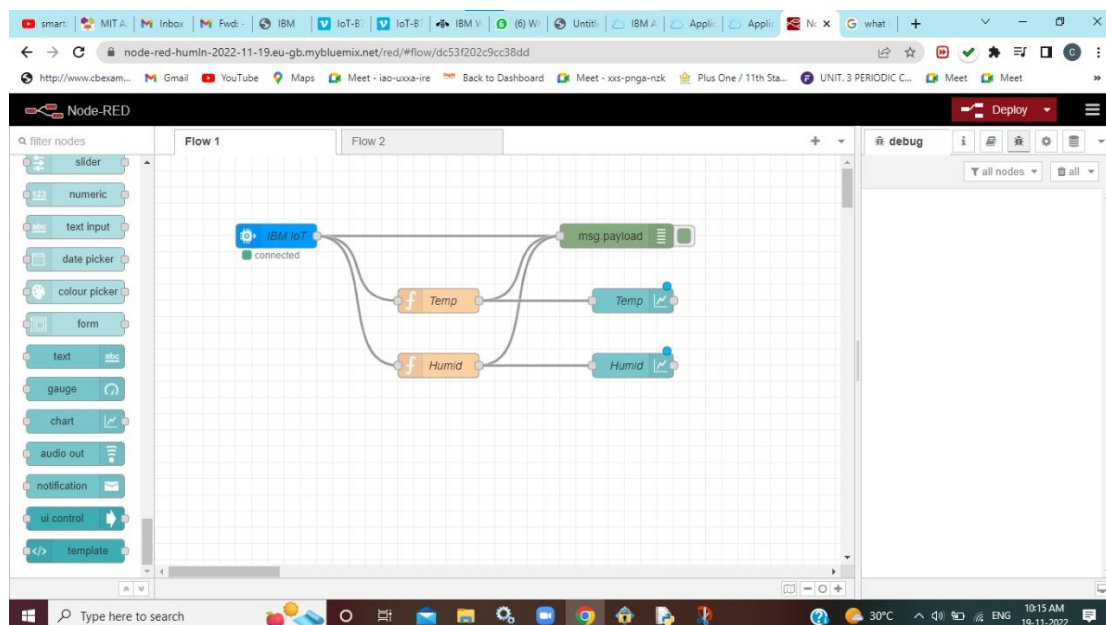 smart MIT A Inbox Fwd: - IBM IoT-B IoT-B IBM W (6) W Untitl IBM A Applic Applic No what
node-red-humln-2022-11-19.eu-gb.mybluemix.net/red/#flow/dc53f202c9cc38dd
http://www.cbexam... Gmail YouTube Maps Meet - iao-uxxa-ire Back to Dashboard Meet - xxs-pnga-nzk Plus One / 11th Sta... UNIT. 3 PERIODIC C... Meet Meet »
Node-RED Deploy
filter nodes Flow 1 Flow 2 debug
all nodes all
slider
123 numeric
abc text input
date picker
colour picker
form
text abc
gauge
chart
audio out
notification
ui control
</> template
IBM IoT msg.payload
connected
Temp Temp
Humid Humid
Type here to search 30°C ENG 10:15 AM
19-11-2022